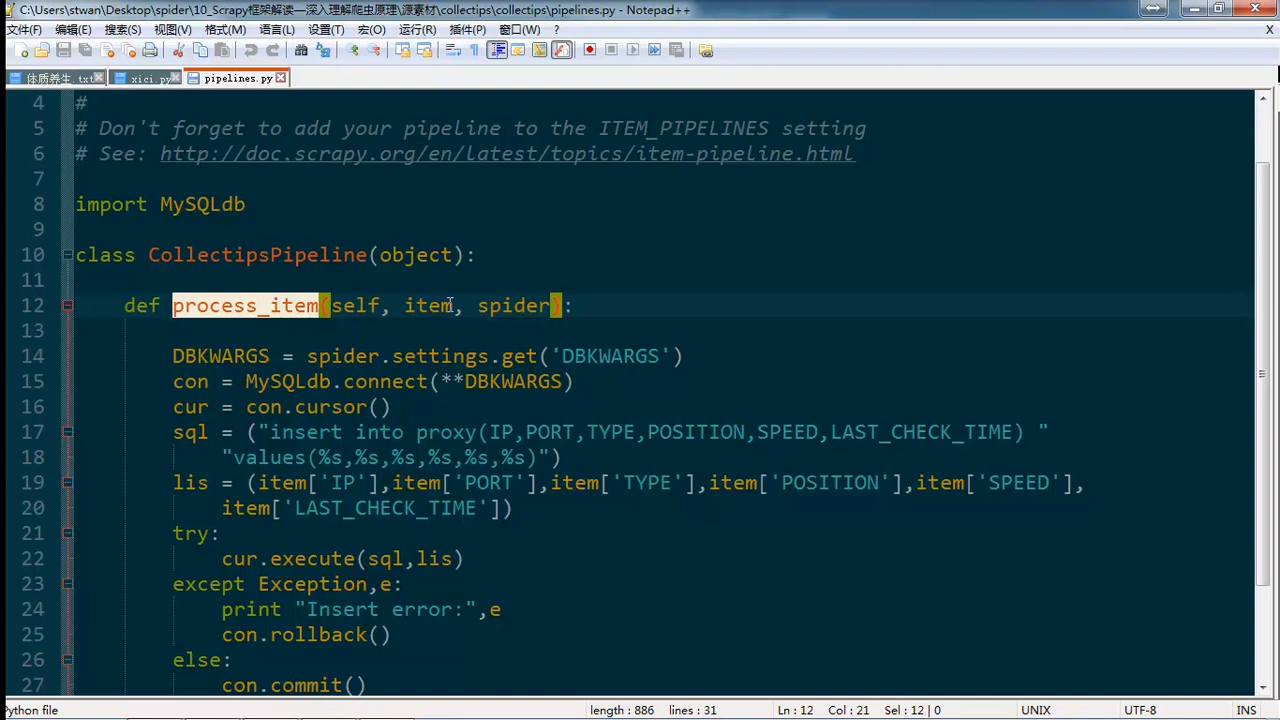 C:\Users\stwan\Desktop\spider\10_Scrapy框架解读—深入理解爬虫原理\源素材\collectips\collectips\pipelines.py - Notepad++
文件(F) 编辑(E) 搜索(S) 视图(V) 格式(M) 语言(L) 设置(T) 宏(O) 运行(R) 插件(P) 窗口(W) ? X
体质养生.txt xici.py pipelines.py
4 #
5 # Don't forget to add your pipeline to the ITEM_PIPELINES setting
6 # See: http://doc.scrapy.org/en/latest/topics/item-pipeline.html
7
8 import MySQLdb
9
10 class CollectipsPipeline(object):
11
12 def process_item(self, item, spider):
13
14 DBKWARGS = spider.settings.get('DBKWARGS')
15 con = MySQLdb.connect(**DBKWARGS)
16 cur = con.cursor()
17 sql = ("insert into proxy(IP,PORT,TYPE,POSITION,SPEED,LAST_CHECK_TIME) "
18 "values(%s,%s,%s,%s,%s,%s)")
19 lis = (item['IP'],item['PORT'],item['TYPE'],item['POSITION'],item['SPEED'],
20 item['LAST_CHECK_TIME'])
21 try:
22 cur.execute(sql,lis)
23 except Exception,e:
24 print "Insert error:",e
25 con.rollback()
26 else:
27 con.commit()
Python file length : 886 lines : 31 Ln : 12 Col : 21 Sel : 12 | 0 UNIX UTF-8 INS